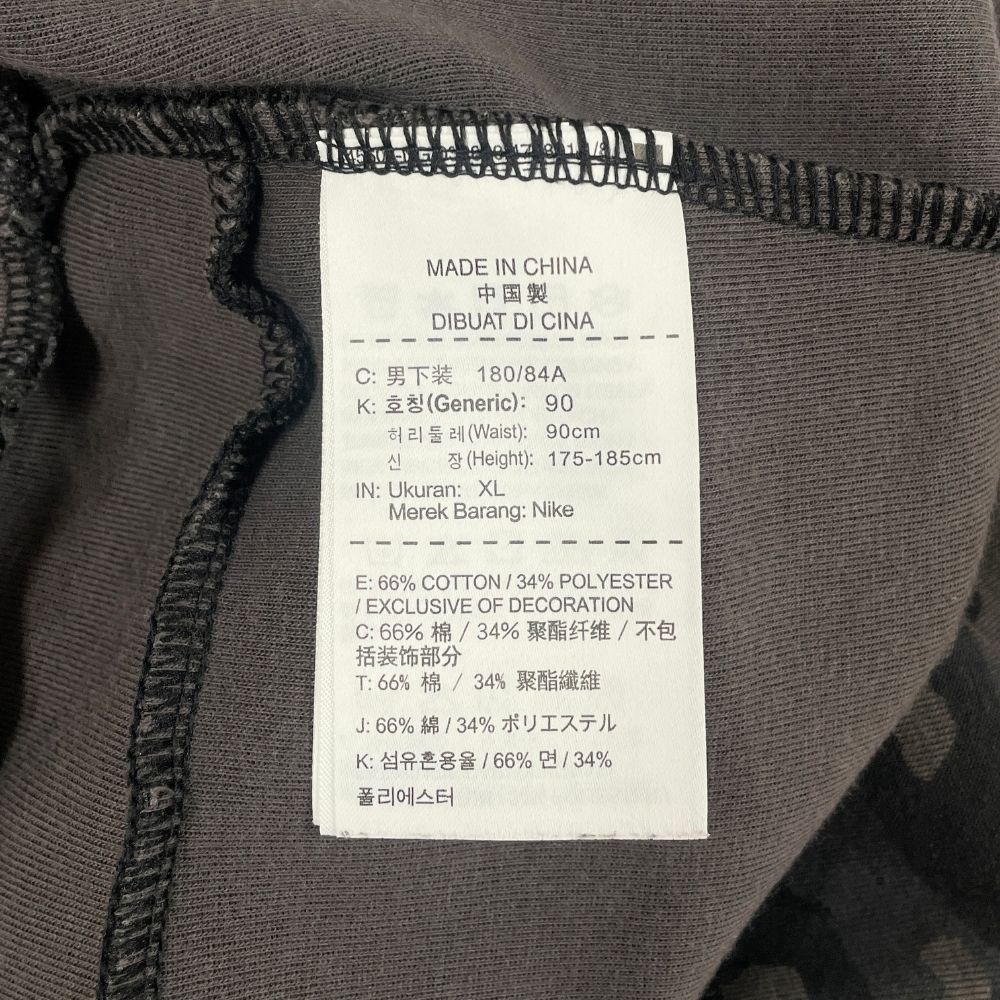 MADE IN CHINA
中国製
DIBUAT DI CINA
C: 男下装 180/84A
K: 호칭(Generic): 90
허리둘레(Waist): 90cm
신 장(Height): 175-185cm
IN: Ukuran: XL
Merek Barang: Nike
E: 66% COTTON / 34% POLYESTER
/ EXCLUSIVE OF DECORATION
C: 66% 棉 / 34% 聚酯纤维 / 不包
括装饰部分
T: 66% 棉 / 34% 聚酯纖維
J: 66% 綿 / 34% ポリエステル
K: 섬유혼용율 / 66% 면 / 34%
폴리에스터